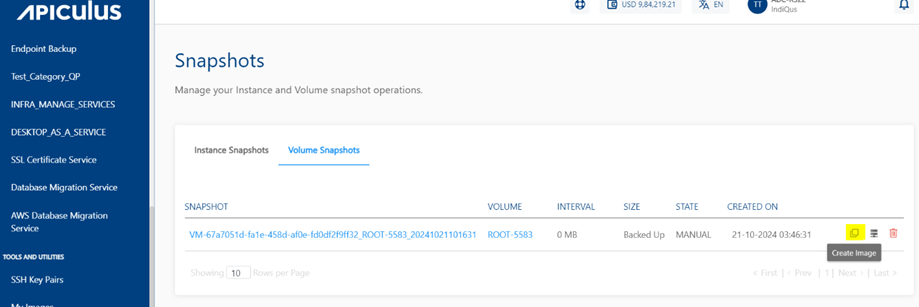 APICULUS
USD 9,84,219.21
EN
TT
IndiQus
Endpoint Backup
Test_Category_QP
INFRA_MANAGE_SERVICES
DESKTOP_AS_A_SERVICE
SSL Certificate Service
Database Migration Service
AWS Database Migration
Service
TOOLS AND UTILITIES
SSH Key Pairs
My Images
Snapshots
Manage your Instance and Volume snapshot operations.
Instance Snapshots
Volume Snapshots
SNAPSHOT VOLUME INTERVAL SIZE STATE CREATED ON
VM-67a7051d-fa1e-458d-af0e-fd0df2f9ff32_ROOT-5583_20241021101631 ROOT-5583 0 MB Backed Up MANUAL 21-10-2024 03:46:31
Create Image
Showing 10 Rows per Page
< First | < Prev | 1 | Next > | Last >